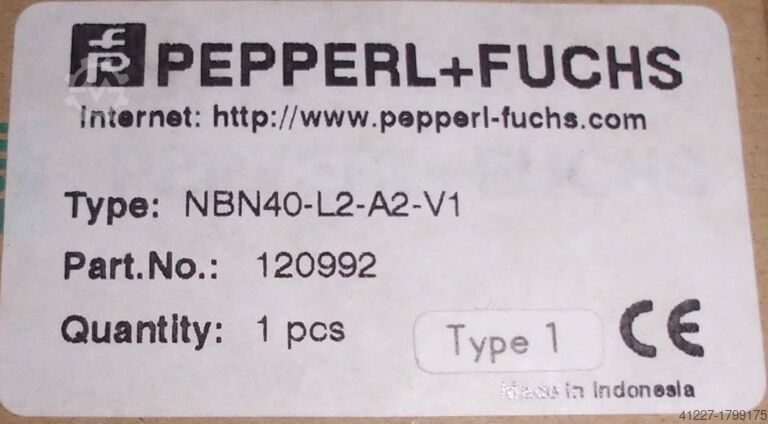 PEPPERL+FUCHS
Internet: http://www.pepperl-fuchs.com
Type: NBN40-L2-A2-V1
Part.No.: 120992
Quantity: 1 pcs
Type 1
CE
Made in Indonesia
41227-1799175